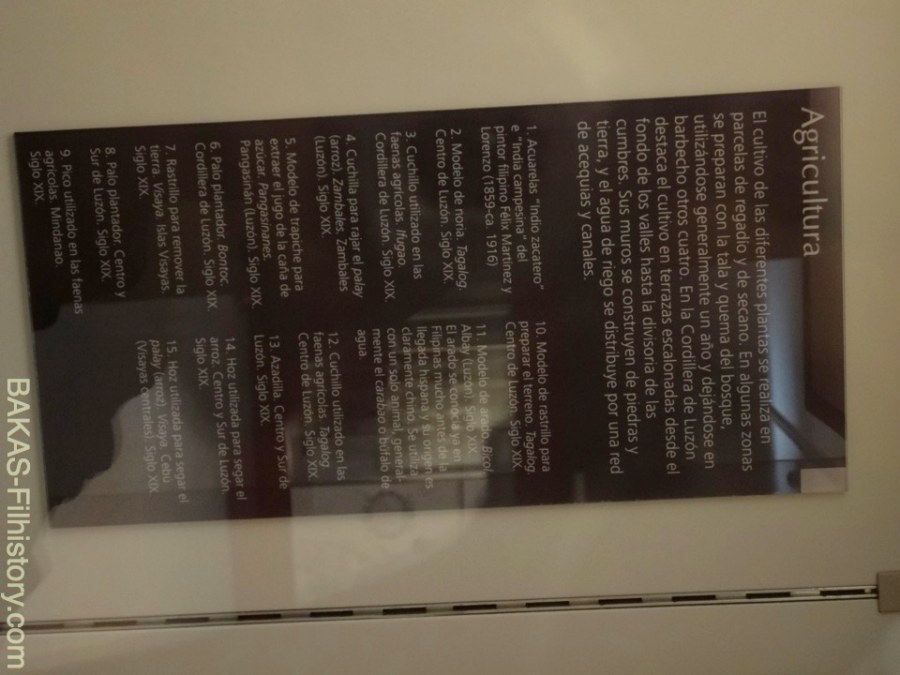 Agricultura
El cultivo de las diferentes plantas se realiza en
parcelas de regadío y de secano. En algunas zonas
se preparan con la tala y quema del bosque,
utilizándose generalmente un año y dejándose en
barbecho otros cuatro. En la Cordillera de Luzón
destaca el cultivo en terrazas escalonadas desde el
fondo de los valles hasta la divisoria de las
cumbres. Sus muros se construyen de piedras y
tierra, y el agua de riego se distribuye por una red
de acequias y canales.
1. Acuarelas "Indio zacatero"
e "India campesina" del
pintor filipino Félix Martínez y
Lorenzo (1859-ca. 1916)
2. Modelo de noria. Tagalog.
Centro de Luzón. Siglo XIX.
3. Cuchillo utilizado en las
faenas agrícolas. Ifugao.
Cordillera de Luzón. Siglo XIX.
4. Cuchilla para rajar el palay
(arroz). Zambales. Zambales
(Luzón). Siglo XIX.
5. Modelo de trapiche para
extraer el jugo de la caña de
azúcar. Pangasinanes.
Pangasinán (Luzón). Siglo XIX.
6. Palo plantador. Bontoc.
Cordillera de Luzón. Siglo XIX.
7. Rastrillo para remover la
tierra. Visaya. Islas Visayas.
Siglo XIX.
8. Palo plantador. Centro y
Sur de Luzón. Siglo XIX.
9. Pico utilizado en las faenas
agrícolas. Mindanao.
Siglo XIX.
10. Modelo de rastrillo para
preparar el terreno. Tagalog.
Centro de Luzón. Siglo XIX.
11. Modelo de arado. Bicol.
Albay (Luzón). Siglo XIX.
El arado se conocía ya en
Filipinas mucho antes de la
llegada hispana y su origen es
claramente chino. Se utiliza
con un solo animal, general-
mente el carabao o búfalo de
agua.
12. Cuchillo utilizado en las
faenas agrícolas. Tagalog.
Centro de Luzón. Siglo XIX.
13. Azadilla. Centro y Sur de
Luzón. Siglo XIX.
14. Hoz utilizada para segar el
arroz. Centro y Sur de Luzón.
Siglo XIX.
15. Hoz utilizada para segar el
palay (arroz). Visaya. Cebú
(Visayas centrales). Siglo XIX.
BAKAS-Filhistory.com